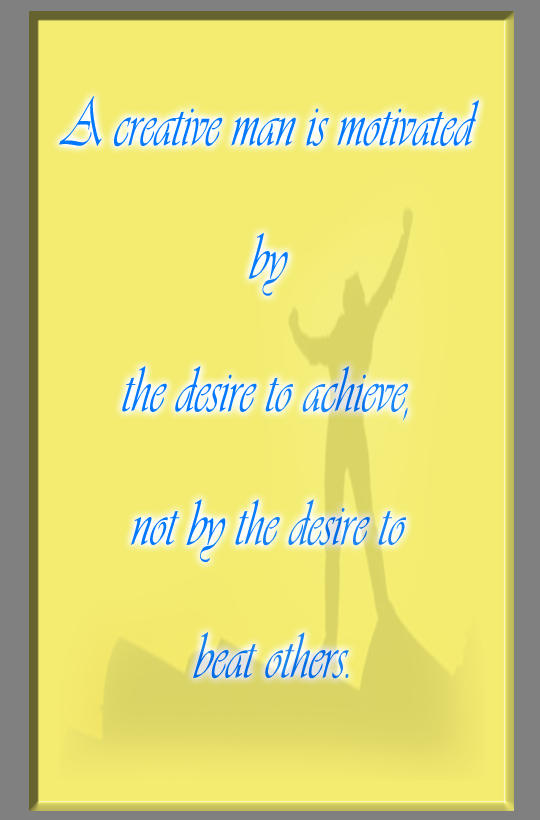 A creative man is motivated
by
the desire to achieve,
not by the desire to
beat others.